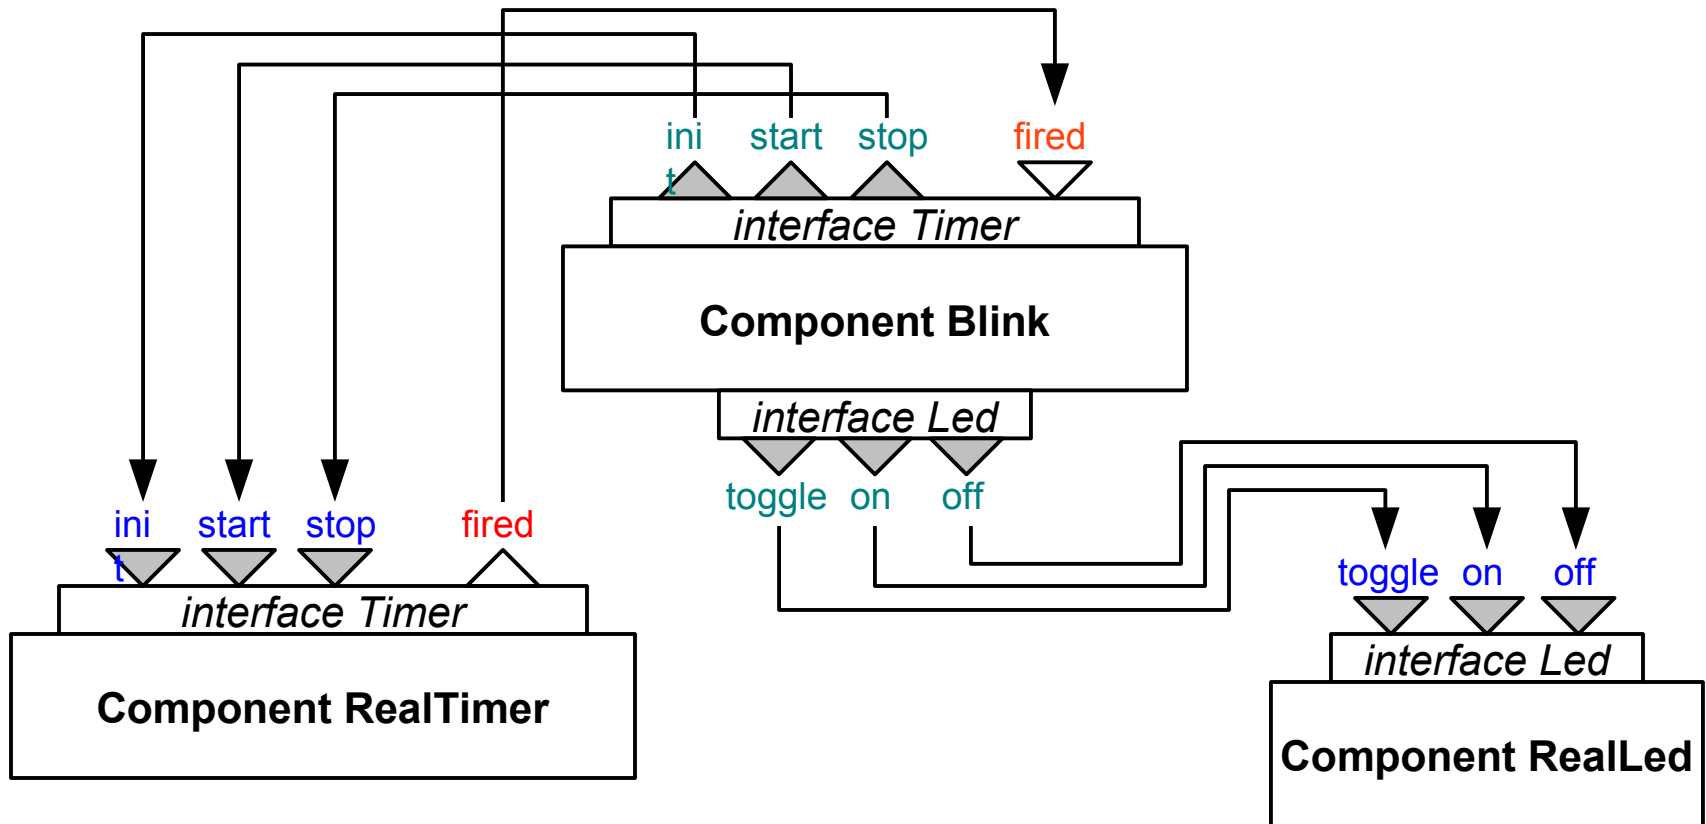 ini start stop fired
t
interface Timer
Component Blink
interface Led
toggle on off
ini start stop fired
t
interface Timer
Component RealTimer
toggle on off
interface Led
Component RealLed